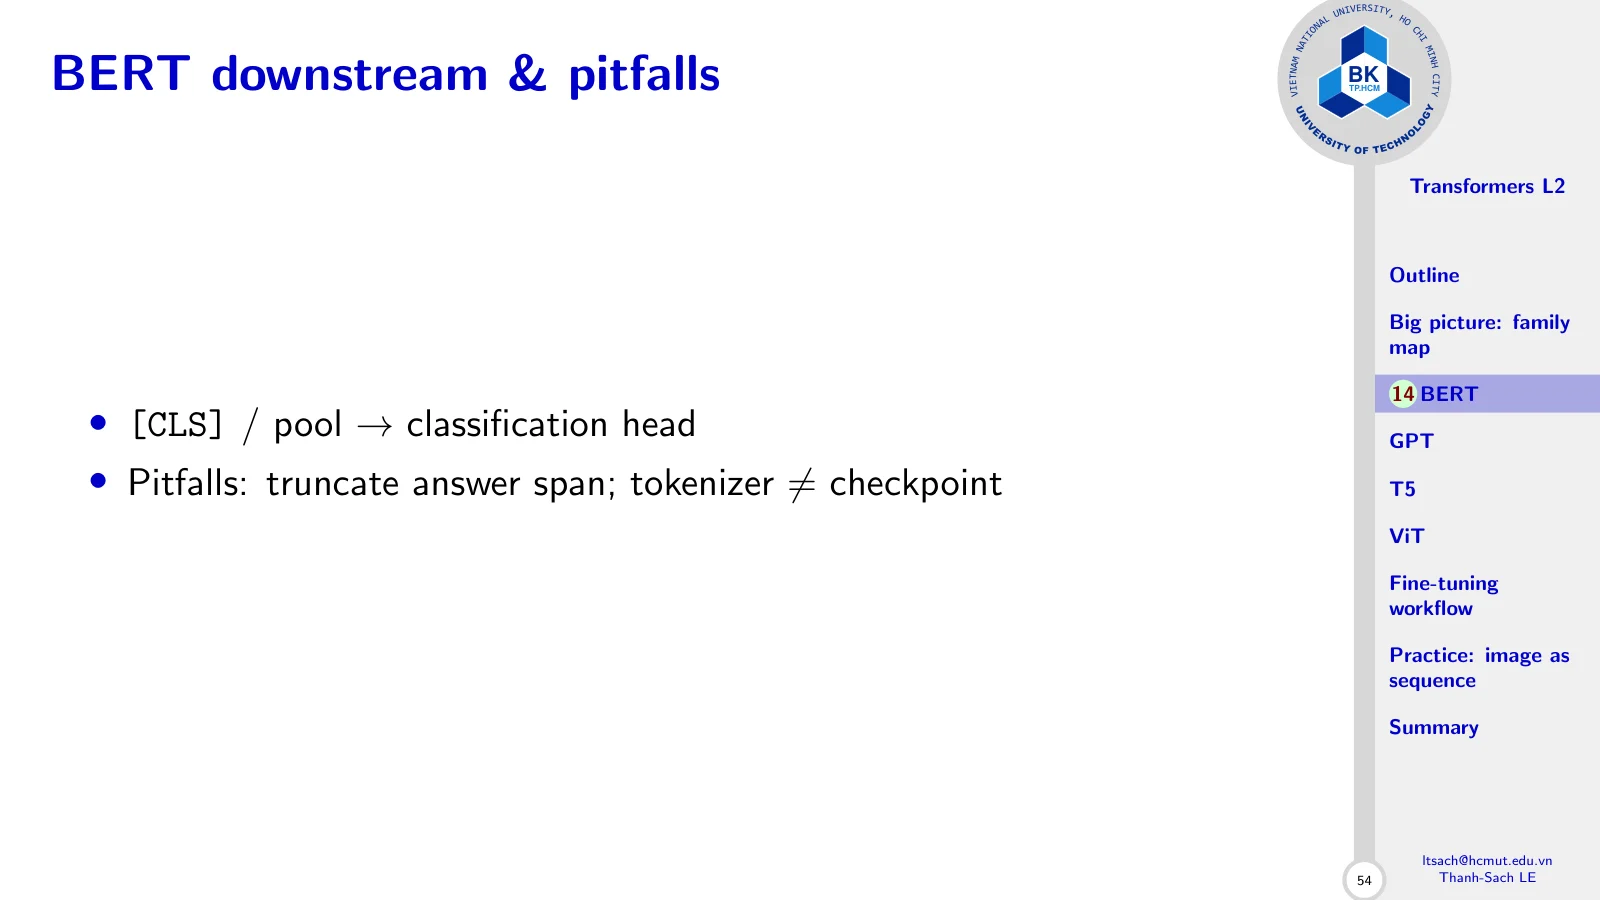 BERT downstream & pitfalls
VIETNAM NATIONAL UNIVERSITY, HO CHI MINH CITY
BK
TP.HCM
UNIVERSITY OF TECHNOLOGY
Transformers L2
Outline
Big picture: family
map
14 BERT
GPT
T5
ViT
Fine-tuning
workflow
Practice: image as
sequence
Summary
• [CLS] / pool → classification head
• Pitfalls: truncate answer span; tokenizer ≠ checkpoint
ltsach@hcmut.edu.vn
Thanh-Sach LE
54